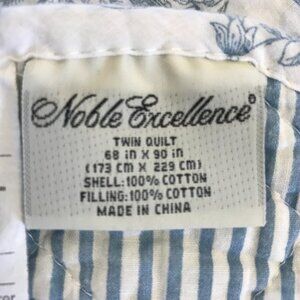 Noble Excellence®
TWIN QUILT
68 in X 90 in
(173 CM X 229 CM)
SHELL: 100% COTTON
FILLING: 100% COTTON
MADE IN CHINA